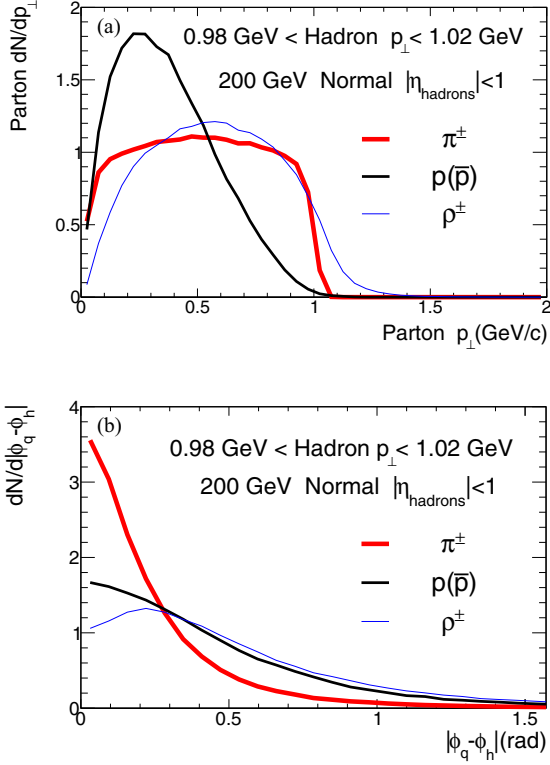 (a)
0.98 GeV < Hadron p⊥ < 1.02 GeV
200 GeV Normal |η_hadrons|<1
π±
p(p̄)
ρ±
Parton dN/dp⊥
2
1.5
1
0.5
0
0 0.5 1 1.5 2
Parton p⊥(GeV/c)
(b)
0.98 GeV < Hadron p⊥ < 1.02 GeV
200 GeV Normal |η_hadrons|<1
π±
p(p̄)
ρ±
dN/d|ϕq-ϕh|
4
3
2
1
0
0 0.5 1 1.5
|ϕq-ϕh|(rad)